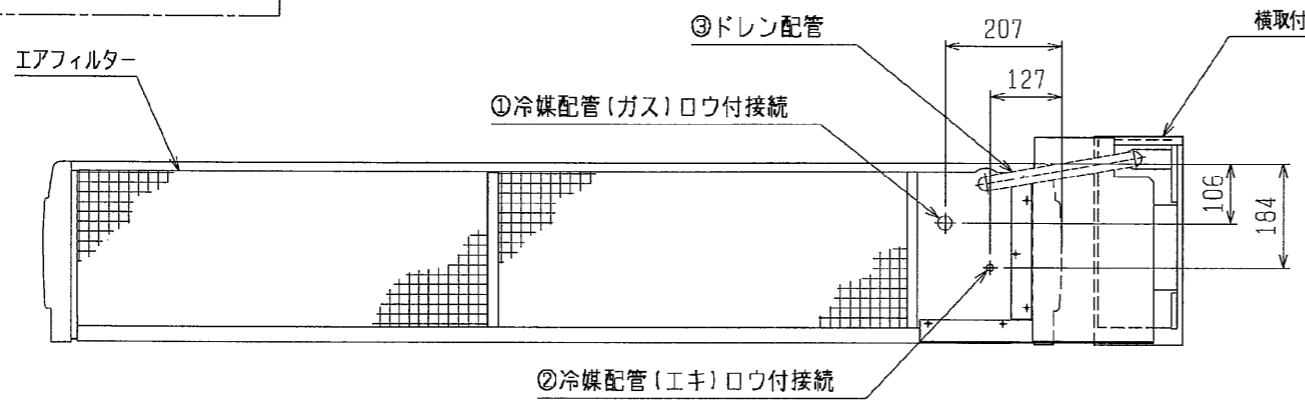 ③ドレン配管
207
横取付
エアフィルター
127
①冷媒配管(ガス)ロウ付接続
106
184
②冷媒配管(エキ)ロウ付接続